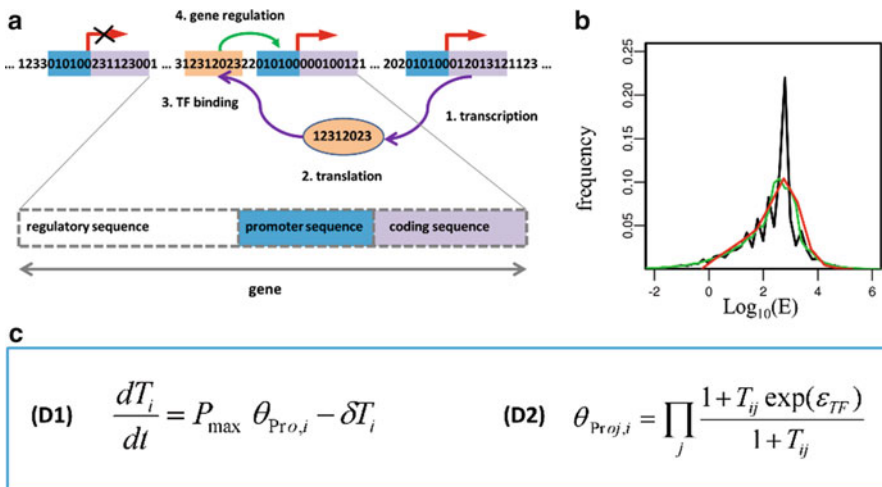 a
4. gene regulation
... 1233010100231123001 ... 31231202322010100000100121 ... 202010100012013121123 ...
3. TF binding
1. transcription
12312023
2. translation
regulatory sequence
promoter sequence
coding sequence
gene
b
frequency
0.25
0.20
0.15
0.10
0.05
-2 0 2 4 6
Log₁₀(E)
c
(D1) dTᵢ/dt = Pmax θPro,i − δTᵢ
(D2) θProj,i = ∏j (1 + Tij exp(εTF)) / (1 + Tij)